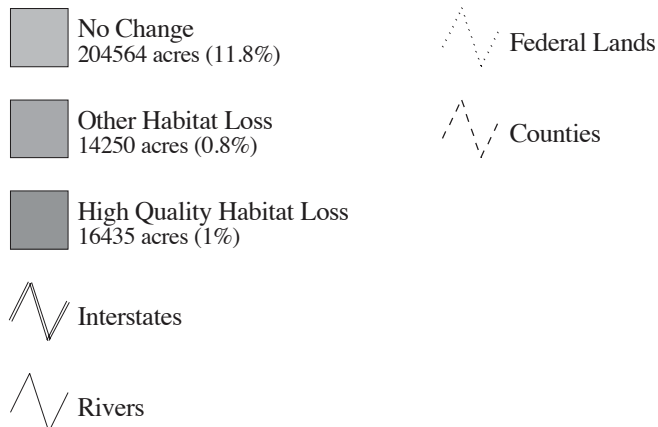 No Change
204564 acres (11.8%)
Other Habitat Loss
14250 acres (0.8%)
High Quality Habitat Loss
16435 acres (1%)
Interstates
Rivers
Federal Lands
Counties